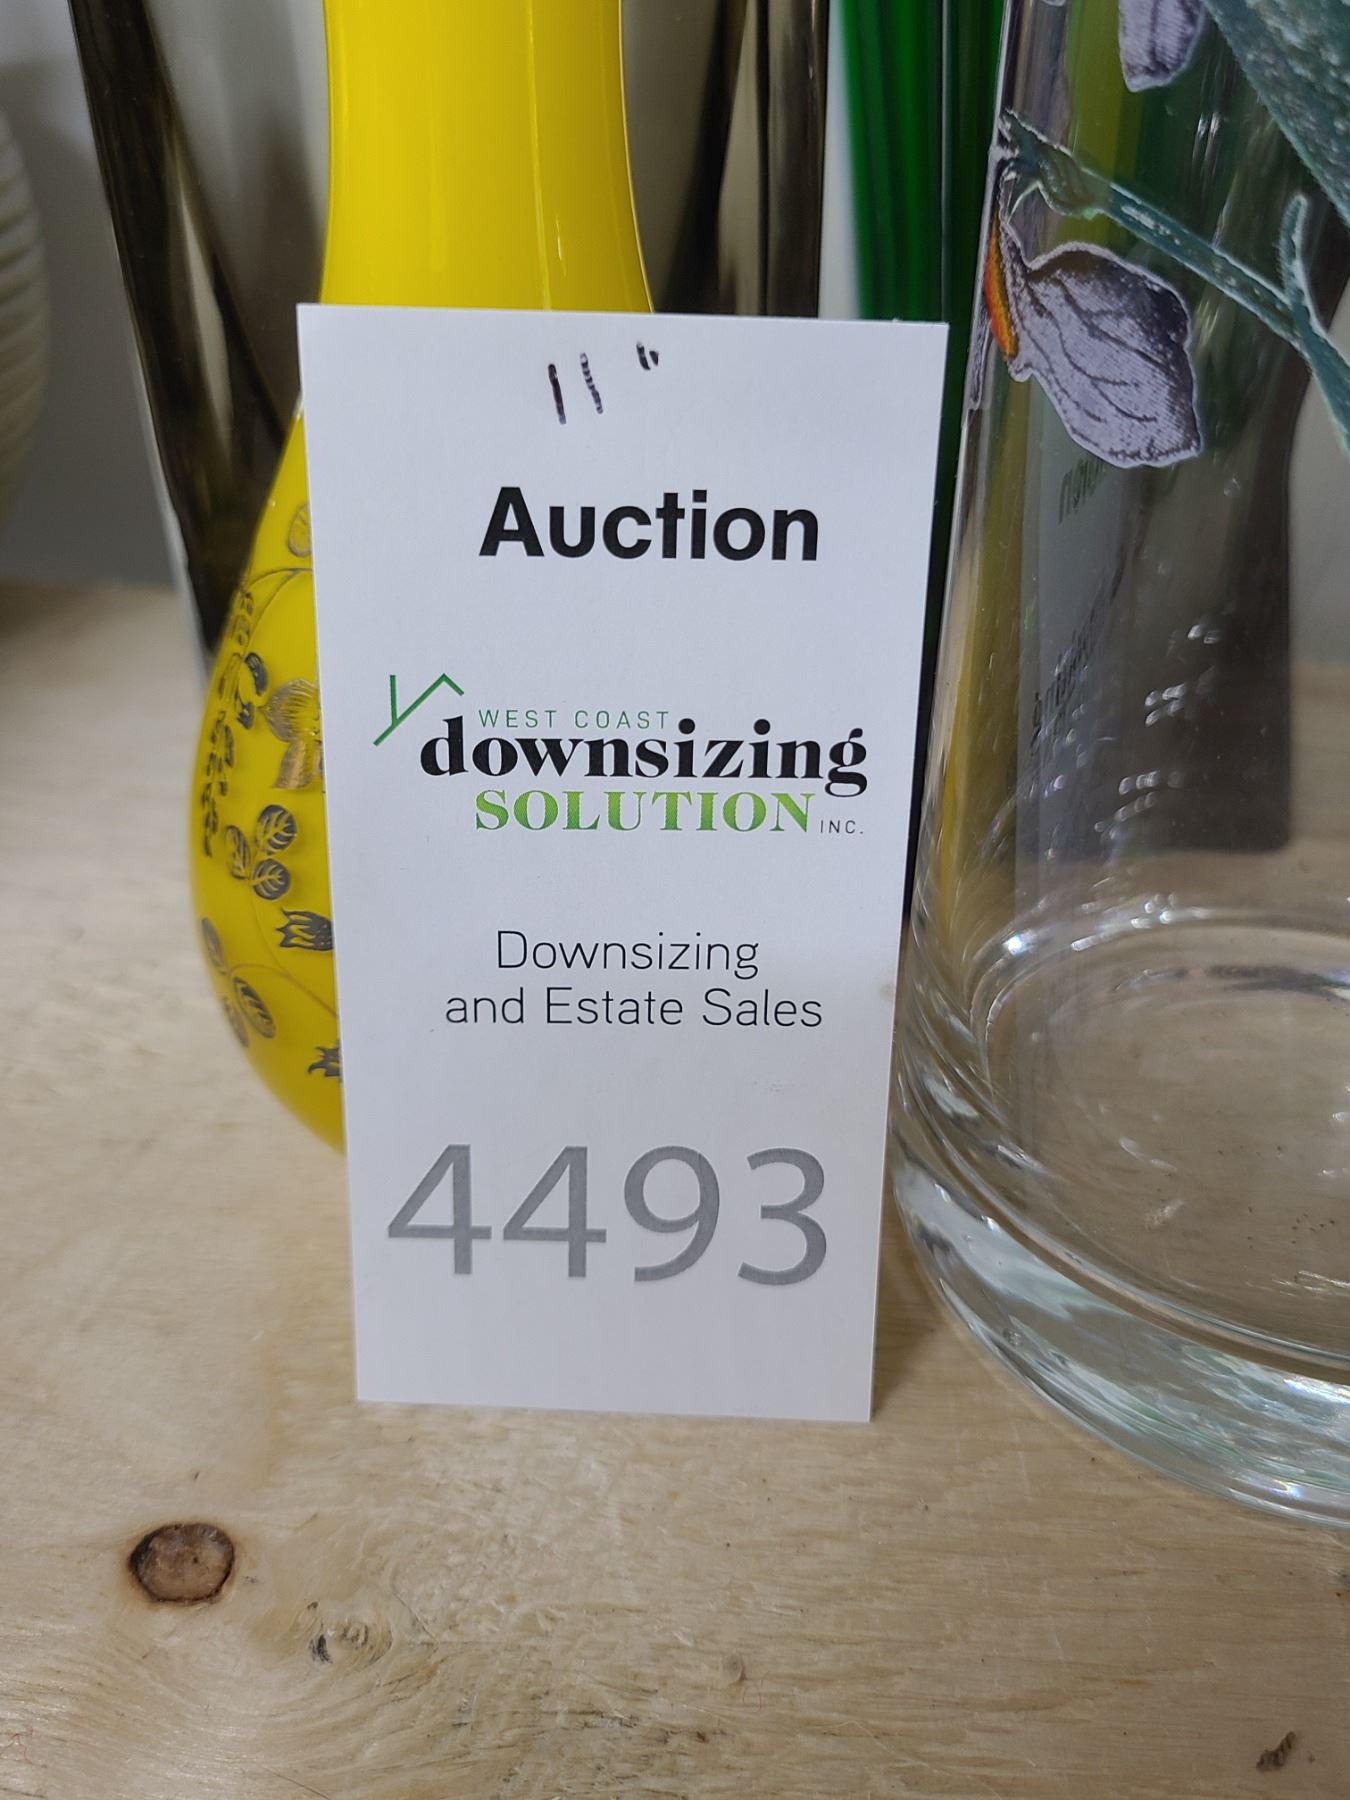 11"
Auction
WEST COAST
downsizing
SOLUTION INC.
Downsizing
and Estate Sales
4493